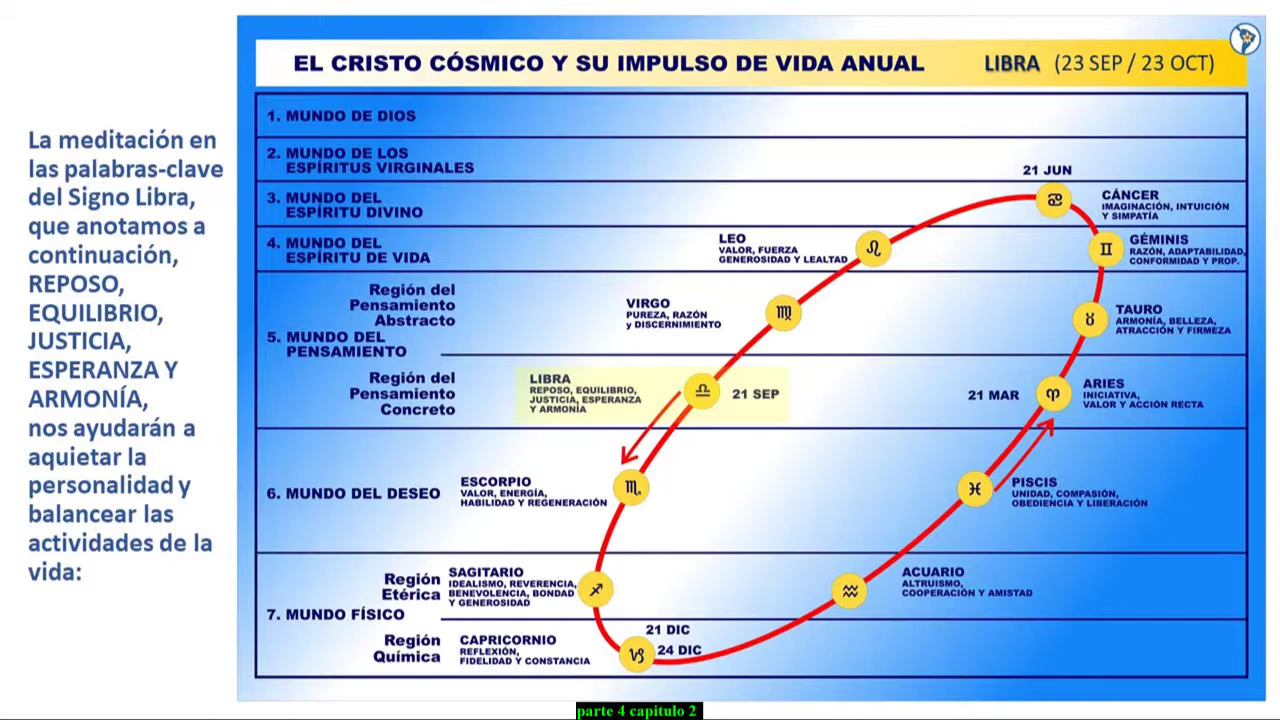 EL CRISTO CÓSMICO Y SU IMPULSO DE VIDA ANUAL LIBRA (23 SEP / 23 OCT)
La meditación en
las palabras-clave
del Signo Libra,
que anotamos a
continuación,
REPOSO,
EQUILIBRIO,
JUSTICIA,
ESPERANZA Y
ARMONÍA,
nos ayudarán a
aquietar la
personalidad y
balancear las
actividades de la
vida:
1. MUNDO DE DIOS
2. MUNDO DE LOS
ESPÍRITUS VIRGINALES
3. MUNDO DEL
ESPÍRITU DIVINO
21 JUN
CÁNCER
IMAGINACIÓN, INTUICIÓN
Y SIMPATÍA
4. MUNDO DEL
ESPÍRITU DE VIDA
LEO
VALOR, FUERZA
GENEROSIDAD Y LEALTAD
GÉMINIS
RAZÓN, ADAPTABILIDAD,
CONFORMIDAD Y PROP.
Región del
Pensamiento
Abstracto
VIRGO
PUREZA, RAZÓN
y DISCERNIMIENTO
TAURO
ARMONÍA, BELLEZA,
ATRACCIÓN Y FIRMEZA
5. MUNDO DEL
PENSAMIENTO
Región del
Pensamiento
Concreto
LIBRA
REPOSO, EQUILIBRIO,
JUSTICIA, ESPERANZA
Y ARMONÍA
21 SEP
21 MAR
ARIES
INICIATIVA,
VALOR Y ACCIÓN RECTA
6. MUNDO DEL DESEO
ESCORPIO
VALOR, ENERGÍA,
HABILIDAD Y REGENERACIÓN
PISCIS
UNIDAD, COMPASIÓN,
OBEDIENCIA Y LIBERACIÓN
Región
Etérica
SAGITARIO
IDEALISMO, REVERENCIA,
BENEVOLENCIA, BONDAD
Y GENEROSIDAD
ACUARIO
ALTRUISMO,
COOPERACIÓN Y AMISTAD
7. MUNDO FÍSICO
Región
Química
CAPRICORNIO
REFLEXIÓN,
FIDELIDAD Y CONSTANCIA
21 DIC
24 DIC
parte 4 capitulo 2